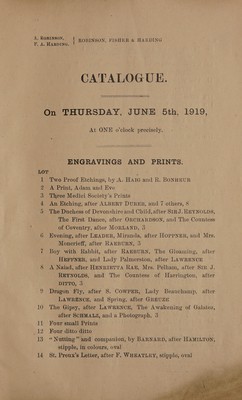 L. ROBINSON,
F. A. HARDING,
ROBINSON, FISHER & HARDING
CATALOGUE.
On THURSDAY, JUNE 5th, 1919,
At ONE o'clock precisely.
ENGRAVINGS AND PRINTS.
LOT
1 Two Proof Etchings, by A. HAIG and R. BONHEUR
2 A Print, Adam and Eve
3 Three Medici Society's Prints
4 An Etching, after ALBERT DURER, and 7 others, 8
5 The Duchess of Devonshire and Child, after SIR J. REYNOLDS,
The First Dance, after ORCHARDSON, and The Countess
of Coventry, after MORLAND, 3
6 Evening, after LEADER, Miranda, after HOPPNER, and Mrs.
Moncrieff, after RAEBURN, 3
7 Boy with Rabbit, after RAEBURN, The Gloaming, after
HEFFNER, and Lady Palmerston, after LAWRENCE
8 A Naiad, after HENRIETTA RAE, Mrs. Pelham, after SIR J.
REYNOLDS, and The Countess of Harrington, after
DITTO, 3
9 Dragon Fly, after S. COWPER, Lady Beauchamp, after
LAWRENCE, and Spring, after GREUZE
10 The Gipsy, after LAWRENCE, The Awakening of Galatea,
after SCHMALZ, and a Photograph, 3
11 Four small Prints
12 Four ditto ditto
13 "Nutting" and companion, by BARNARD, after HAMILTON,
stipple, in colours, oval
14 St. Preux's Letter, after F. WHEATLEY, stipple, oval